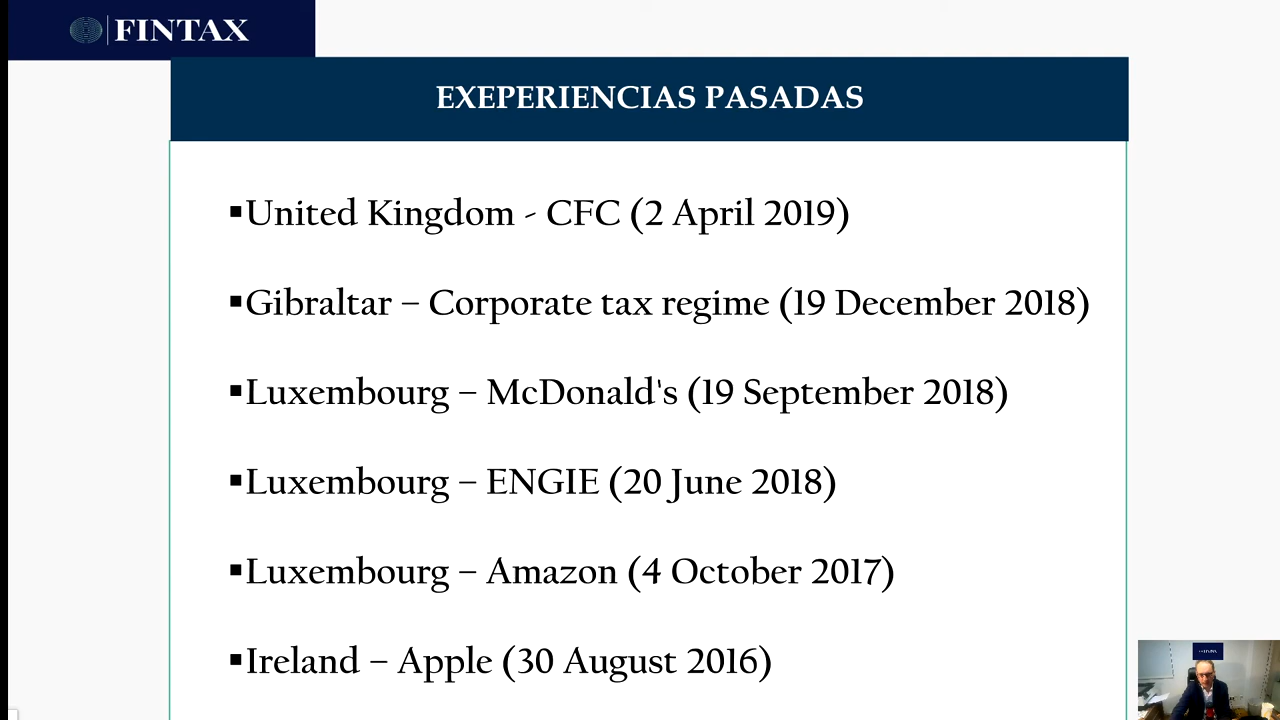 FINTAX
EXEPERIENCIAS PASADAS
▪United Kingdom - CFC (2 April 2019)
▪Gibraltar – Corporate tax regime (19 December 2018)
▪Luxembourg – McDonald's (19 September 2018)
▪Luxembourg – ENGIE (20 June 2018)
▪Luxembourg – Amazon (4 October 2017)
▪Ireland – Apple (30 August 2016)